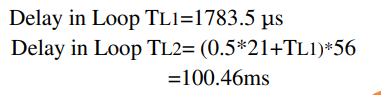 Delay in Loop TL1=1783.5 μs
Delay in Loop TL2= (0.5*21+TL1)*56
=100.46ms